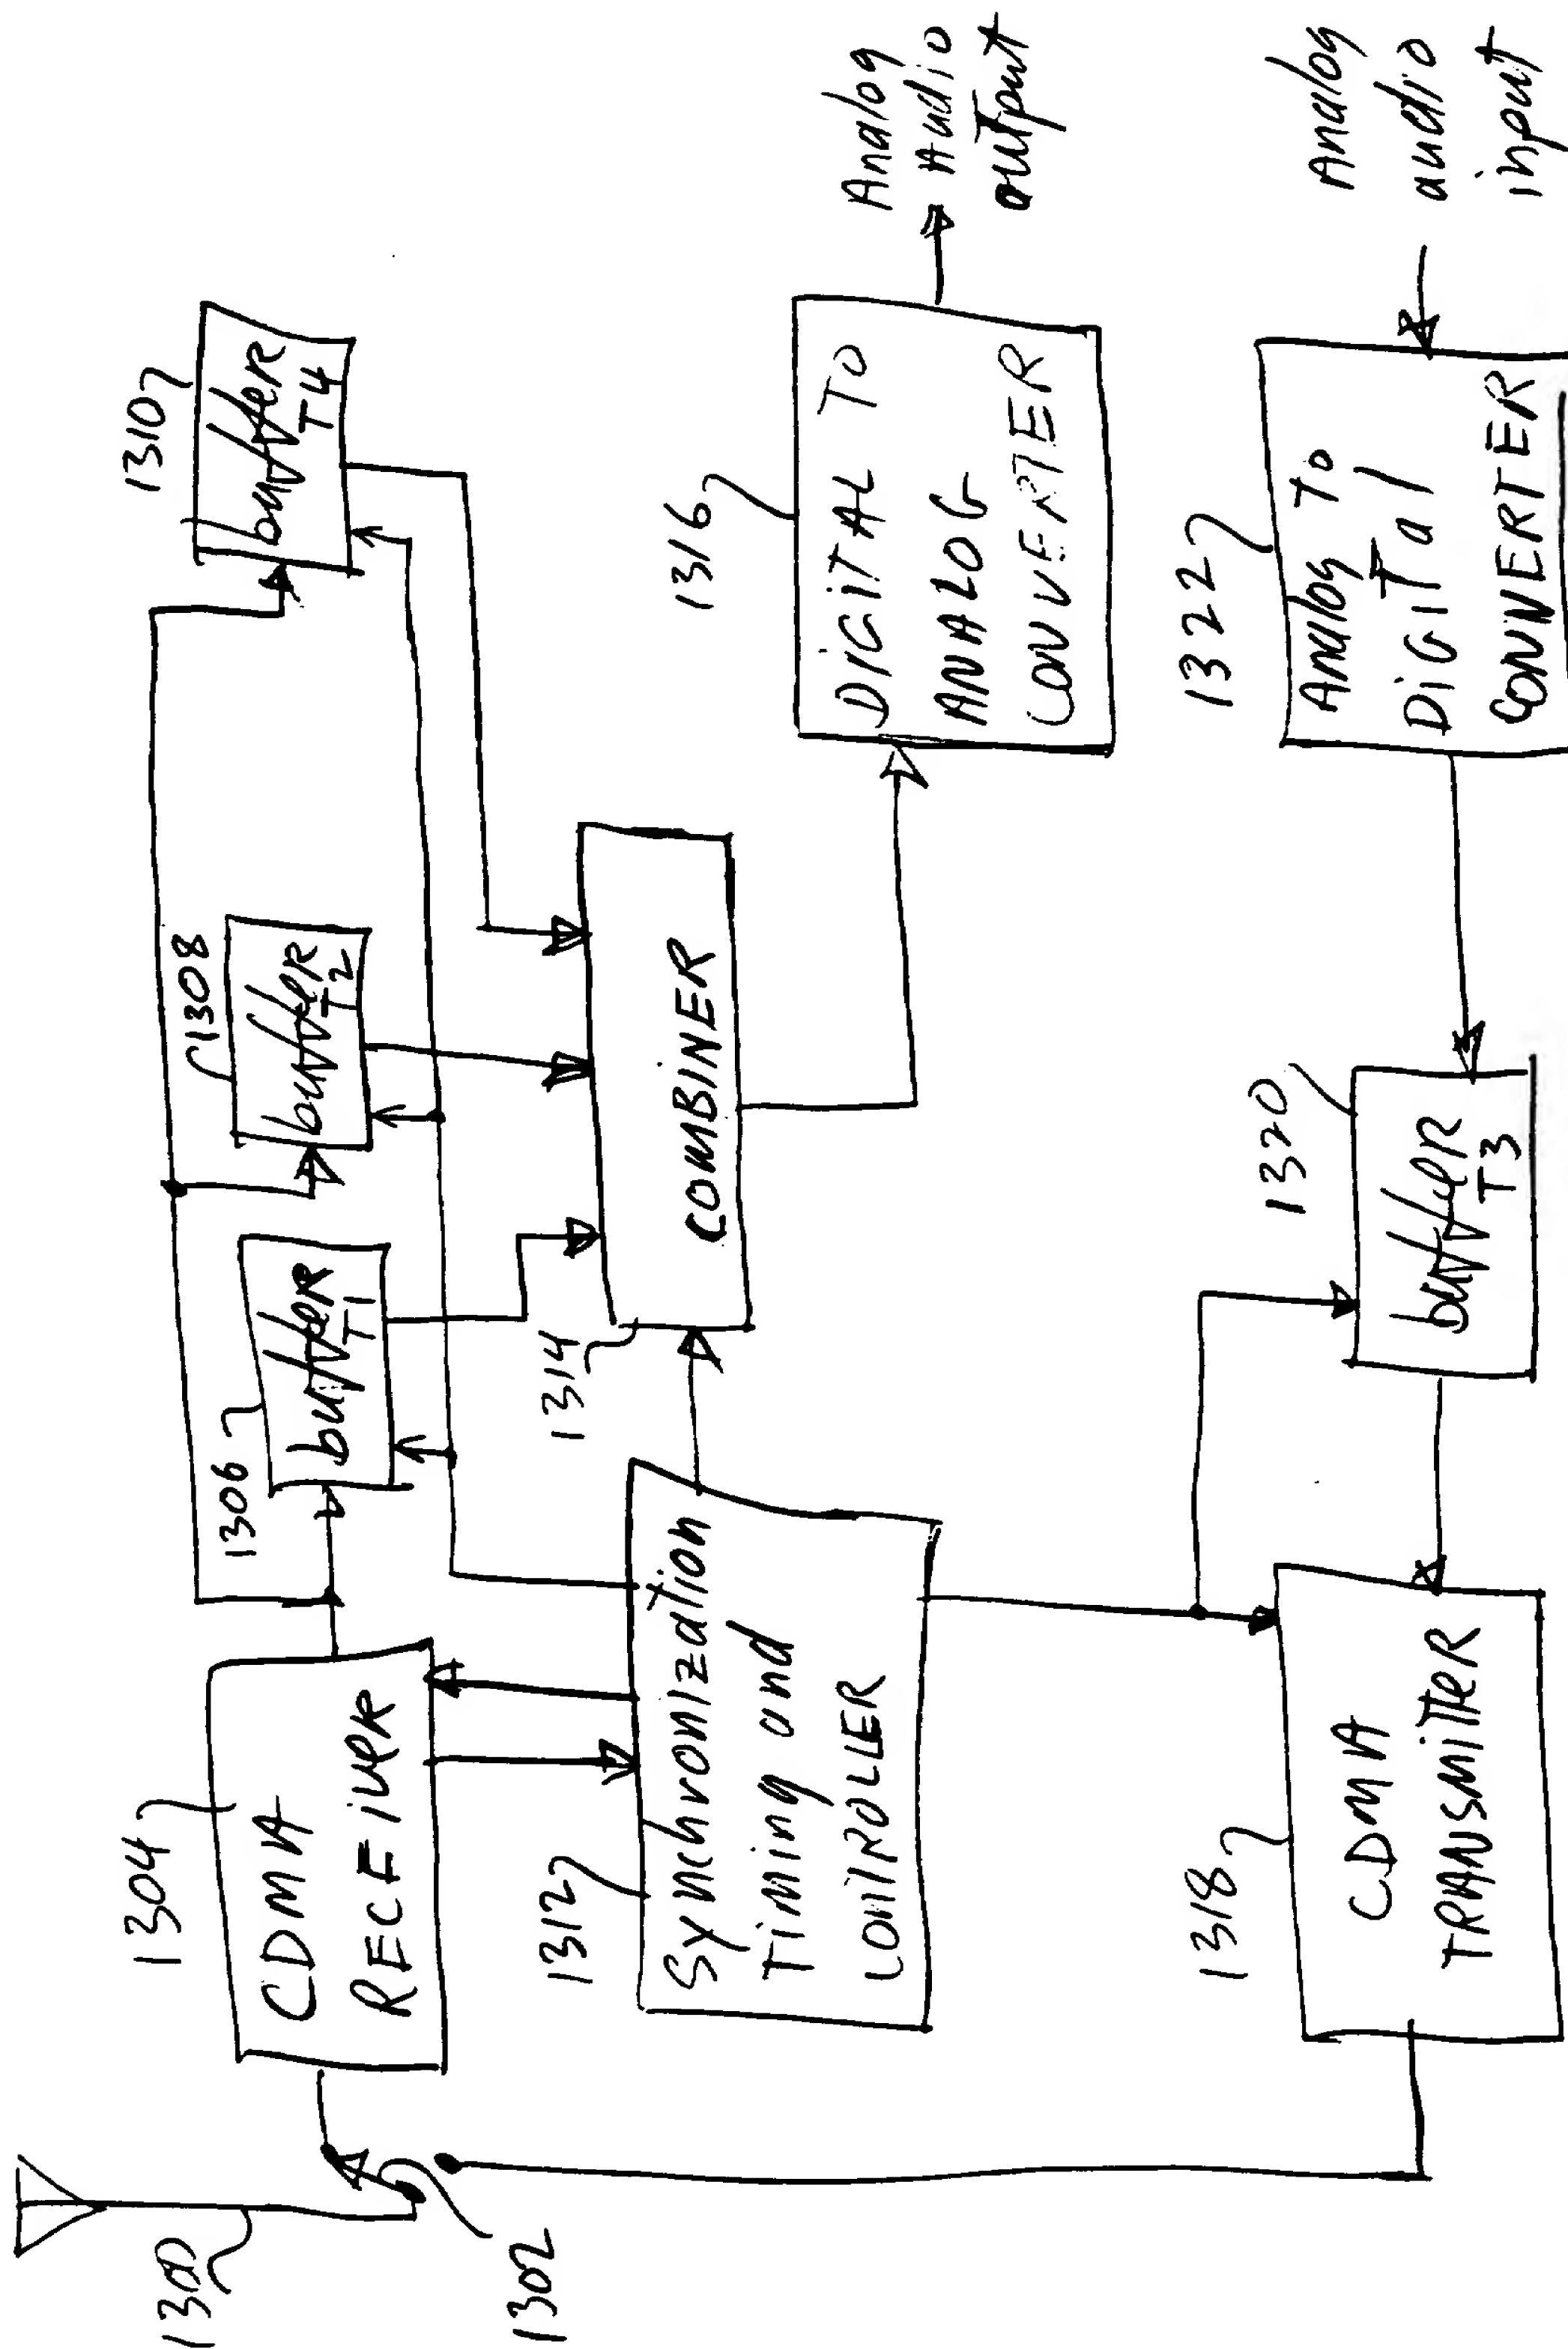 1300
1302
1304
CDMA
RECEIVER
1306
buffer
T1
1308
buffer
T2
1310
buffer
T4
1312
Synchronization
Timing and
CONTROLLER
1314
COMBINER
1316
DIGITAL TO
ANALOG
CONVERTER
Analog
Audio
output
1318
CDMA
TRANSMITTER
1320
buffer
T3
1322
Analog To
DIGITal
CONVERTER
Analog
audio
input